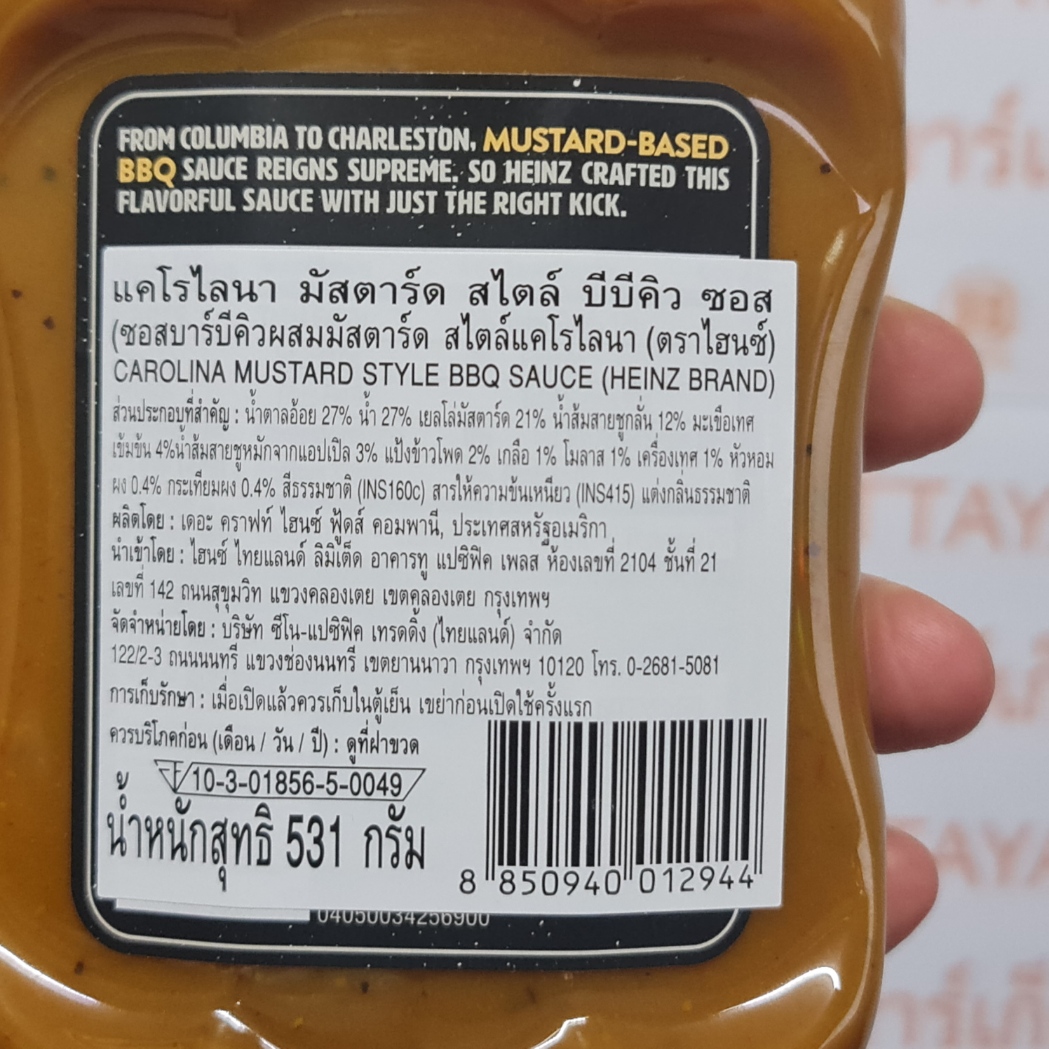 FROM COLUMBIA TO CHARLESTON, MUSTARD-BASED
BBQ SAUCE REIGNS SUPREME. SO HEINZ CRAFTED THIS
FLAVORFUL SAUCE WITH JUST THE RIGHT KICK.
แคโรไลนา มัสตาร์ด สไตล์ บีบีคิว ซอส
(ซอสบาร์บีคิวผสมมัสตาร์ด สไตล์แคโรไลนา (ตราไฮนซ์)
CAROLINA MUSTARD STYLE BBQ SAUCE (HEINZ BRAND)
ส่วนประกอบที่สำคัญ : น้ำตาลอ้อย 27% น้ำ 27% เยลโล่มัสตาร์ด 21% น้ำส้มสายชูกลั่น 12% มะเขือเทศ
เข้มข้น 4%น้ำส้มสายชูหมักจากแอปเปิล 3% แป้งข้าวโพด 2% เกลือ 1% โมลาส 1% เครื่องเทศ 1% หัวหอม
ผง 0.4% กระเทียมผง 0.4% สีธรรมชาติ (INS160c) สารให้ความข้นเหนียว (INS415) แต่งกลิ่นธรรมชาติ
ผลิตโดย : เดอะ คราฟท์ ไฮนซ์ ฟู้ดส์ คอมพานี, ประเทศสหรัฐอเมริกา
นำเข้าโดย : ไฮนซ์ ไทยแลนด์ ลิมิเต็ด อาคารทู แปซิฟิค เพลส ห้องเลขที่ 2104 ชั้นที่ 21
เลขที่ 142 ถนนสุขุมวิท แขวงคลองเตย เขตคลองเตย กรุงเทพฯ
จัดจำหน่ายโดย : บริษัท ซีโน-แปซิฟิค เทรดดิ้ง (ไทยแลนด์) จำกัด
122/2-3 ถนนนนทรี แขวงช่องนนทรี เขตยานนาวา กรุงเทพฯ 10120 โทร. 0-2681-5081
การเก็บรักษา : เมื่อเปิดแล้วควรเก็บในตู้เย็น เขย่าก่อนเปิดใช้ครั้งแรก
ควรบริโภคก่อน (เดือน / วัน / ปี) : ดูที่ฝาขวด
10-3-01856-5-0049
น้ำหนักสุทธิ 531 กรัม
8 850940 012944
04050034256900